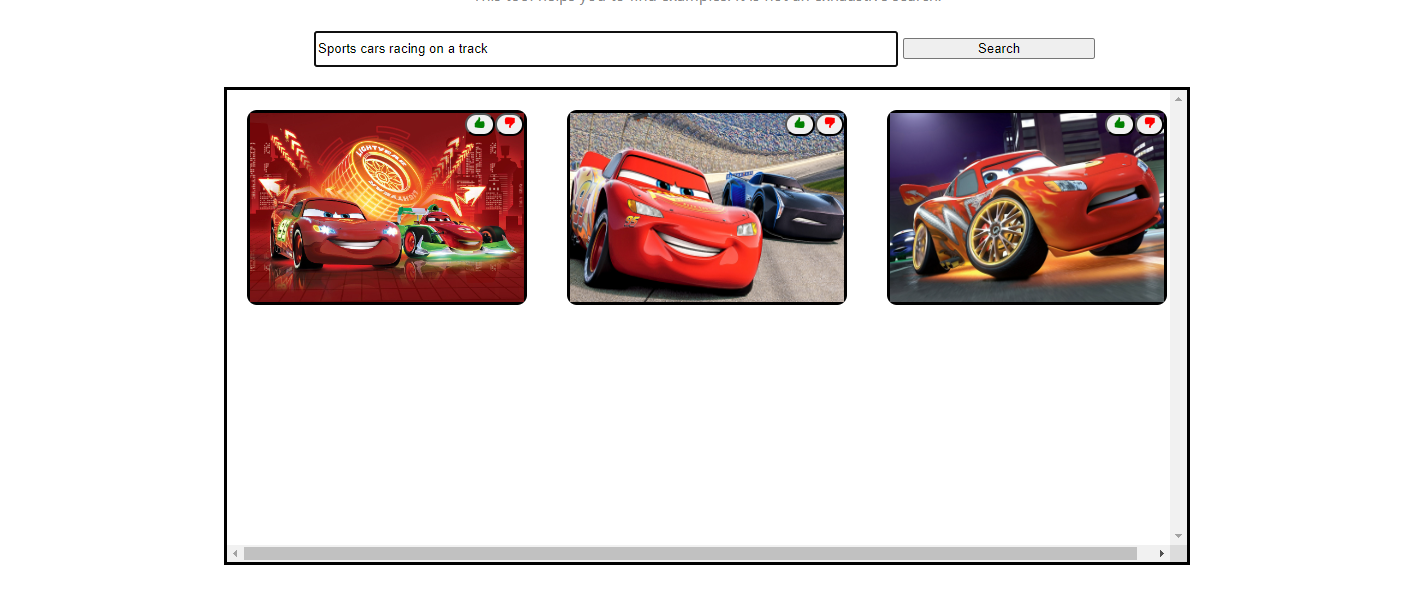 This tool helps you to find examples. It is not an exhaustive search.
Sports cars racing on a track
Search
LIGHTYEAR